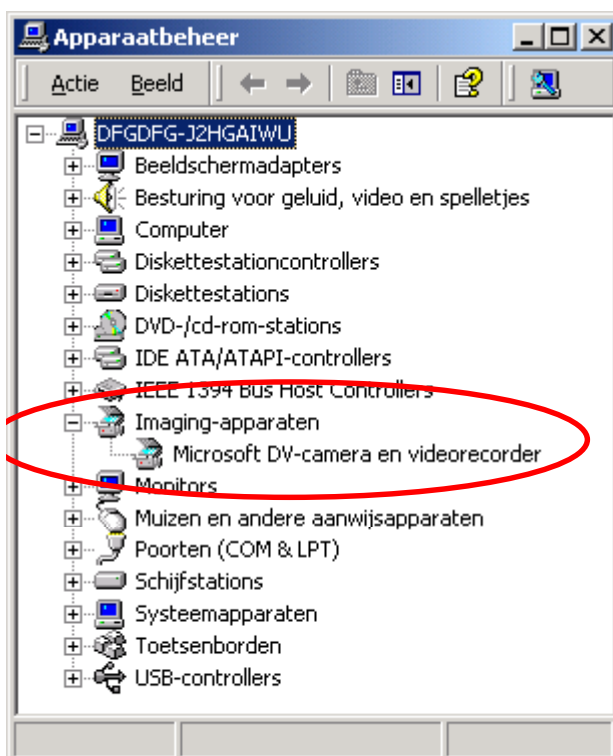 Apparaatbeheer
Actie Beeld
DFGDFG-J2HGAIWU
Beeldschermadapters
Besturing voor geluid, video en spelletjes
Computer
Diskettestationcontrollers
Diskettestations
DVD-/cd-rom-stations
IDE ATA/ATAPI-controllers
IEEE 1394 Bus Host Controllers
Imaging-apparaten
Microsoft DV-camera en videorecorder
Monitors
Muizen en andere aanwijsapparaten
Poorten (COM & LPT)
Schijfstations
Systeemapparaten
Toetsenborden
USB-controllers